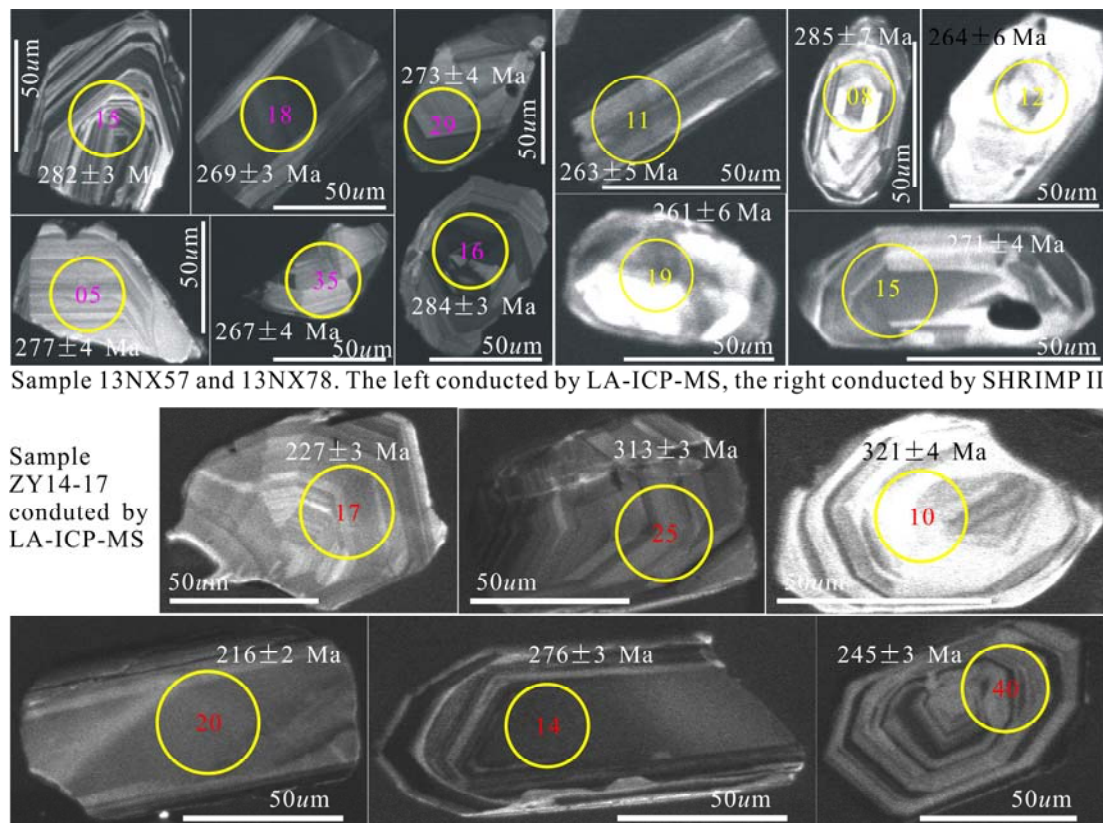 50um
13
282±3 Ma
18
269±3 Ma
50um
273±4 Ma
29
50um
11
263±5 Ma
50um
285±7 Ma
08
50um
264±6 Ma
12
50um
05
277±4 Ma
50um
35
267±4 Ma
50um
16
284±3 Ma
50um
261±6 Ma
19
50um
271±4 Ma
15
50um
Sample 13NX57 and 13NX78. The left conducted by LA-ICP-MS, the right conducted by SHRIMP II
Sample
ZY14-17
conduted by
LA-ICP-MS
227±3 Ma
17
50um
313±3 Ma
25
50um
321±4 Ma
10
50um
216±2 Ma
20
50um
276±3 Ma
14
50um
245±3 Ma
40
50um